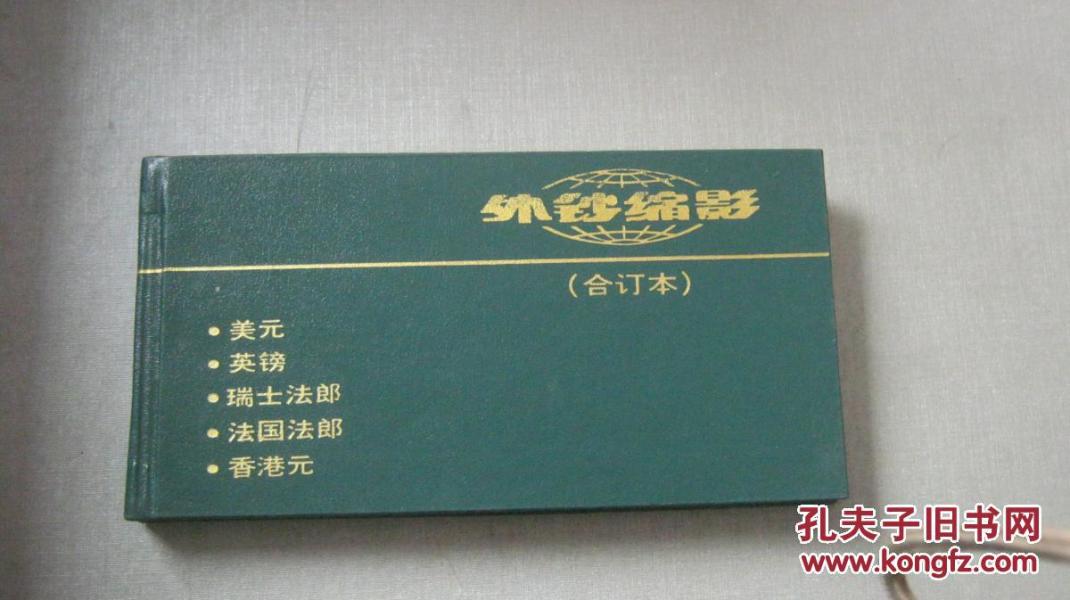 外钞缩影
（合订本）
• 美元
• 英镑
• 瑞士法郎
• 法国法郎
• 香港元
孔夫子旧书网
www.kongfz.com